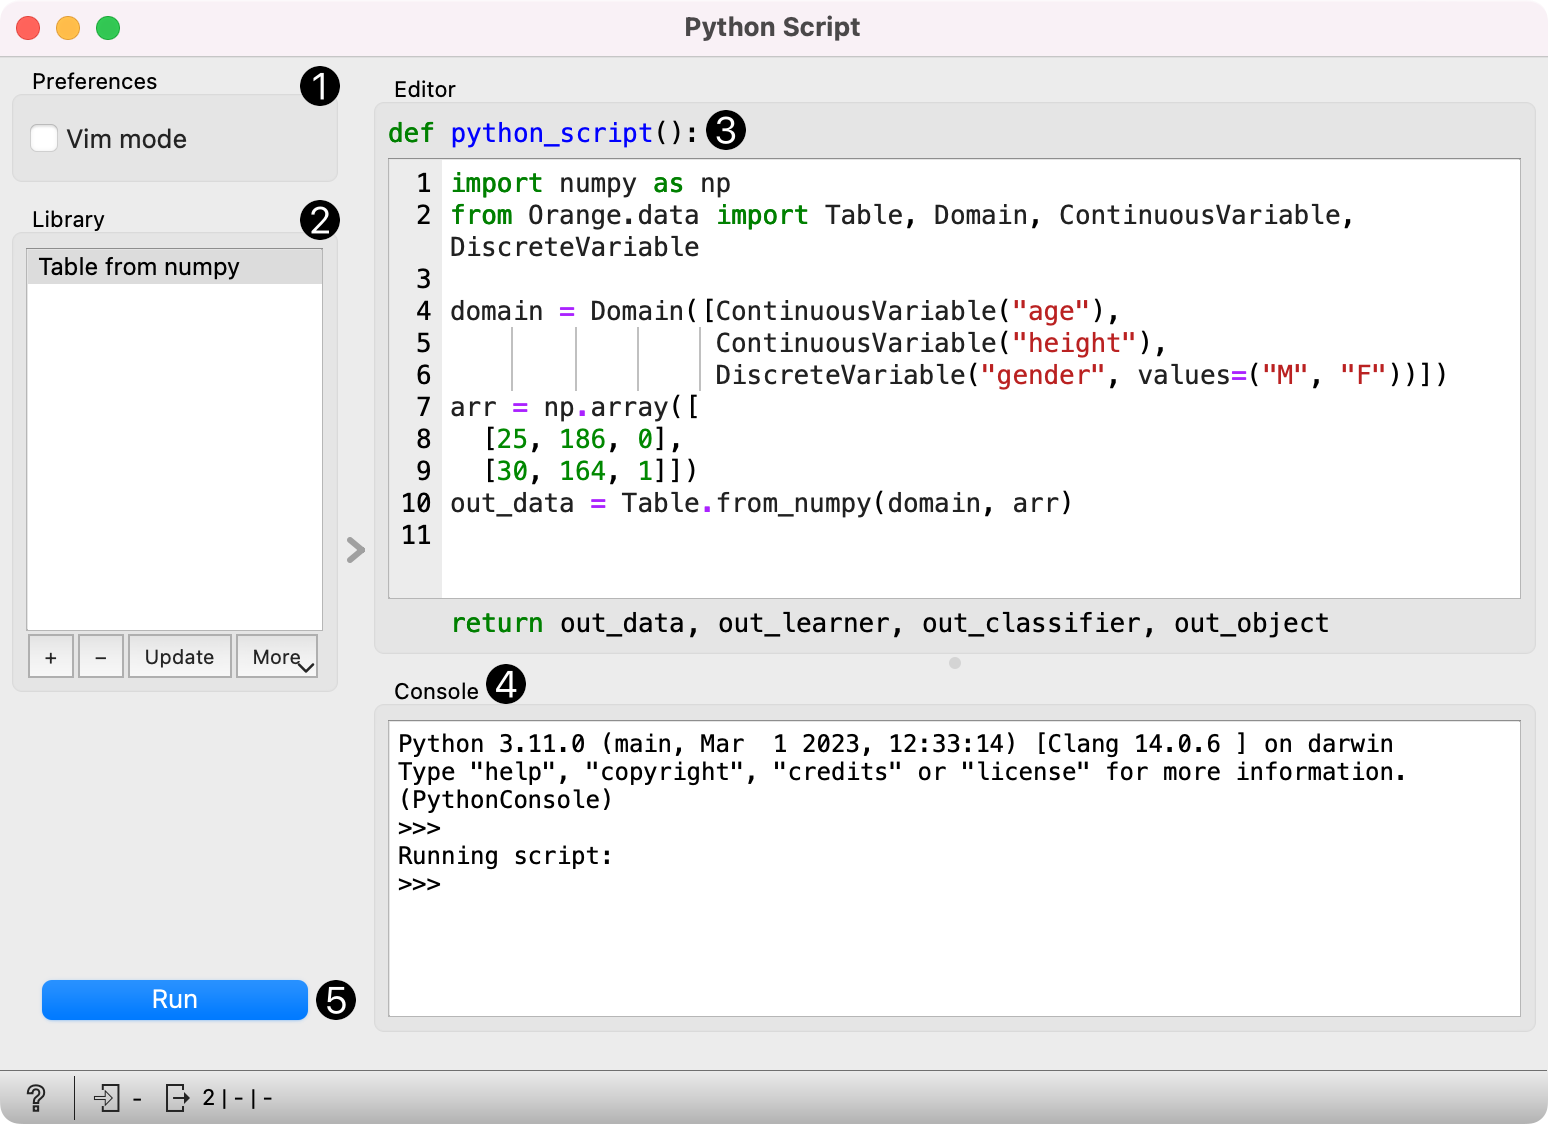 Python Script
Preferences
1
Vim mode
Library
2
Table from numpy
+
–
Update
More
Run
5
Editor
def python_script():
3
1 import numpy as np
2 from Orange.data import Table, Domain, ContinuousVariable,
DiscreteVariable
3
4 domain = Domain([ContinuousVariable("age"),
5 ContinuousVariable("height"),
6 DiscreteVariable("gender", values=("M", "F"))])
7 arr = np.array([
8 [25, 186, 0],
9 [30, 164, 1]])
10 out_data = Table.from_numpy(domain, arr)
11
return out_data, out_learner, out_classifier, out_object
Console
4
Python 3.11.0 (main, Mar  1 2023, 12:33:14) [Clang 14.0.6 ] on darwin
Type "help", "copyright", "credits" or "license" for more information.
(PythonConsole)
>>>
Running script:
>>>
? - 2|-|-